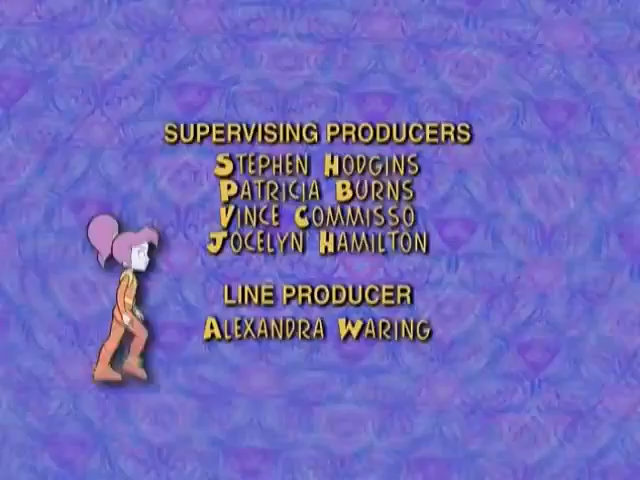 SUPERVISING PRODUCERS
STEPHEN HODGINS
PATRICIA BURNS
VINCE COMMISSO
JOCELYN HAMILTON
LINE PRODUCER
ALEXANDRA WARING